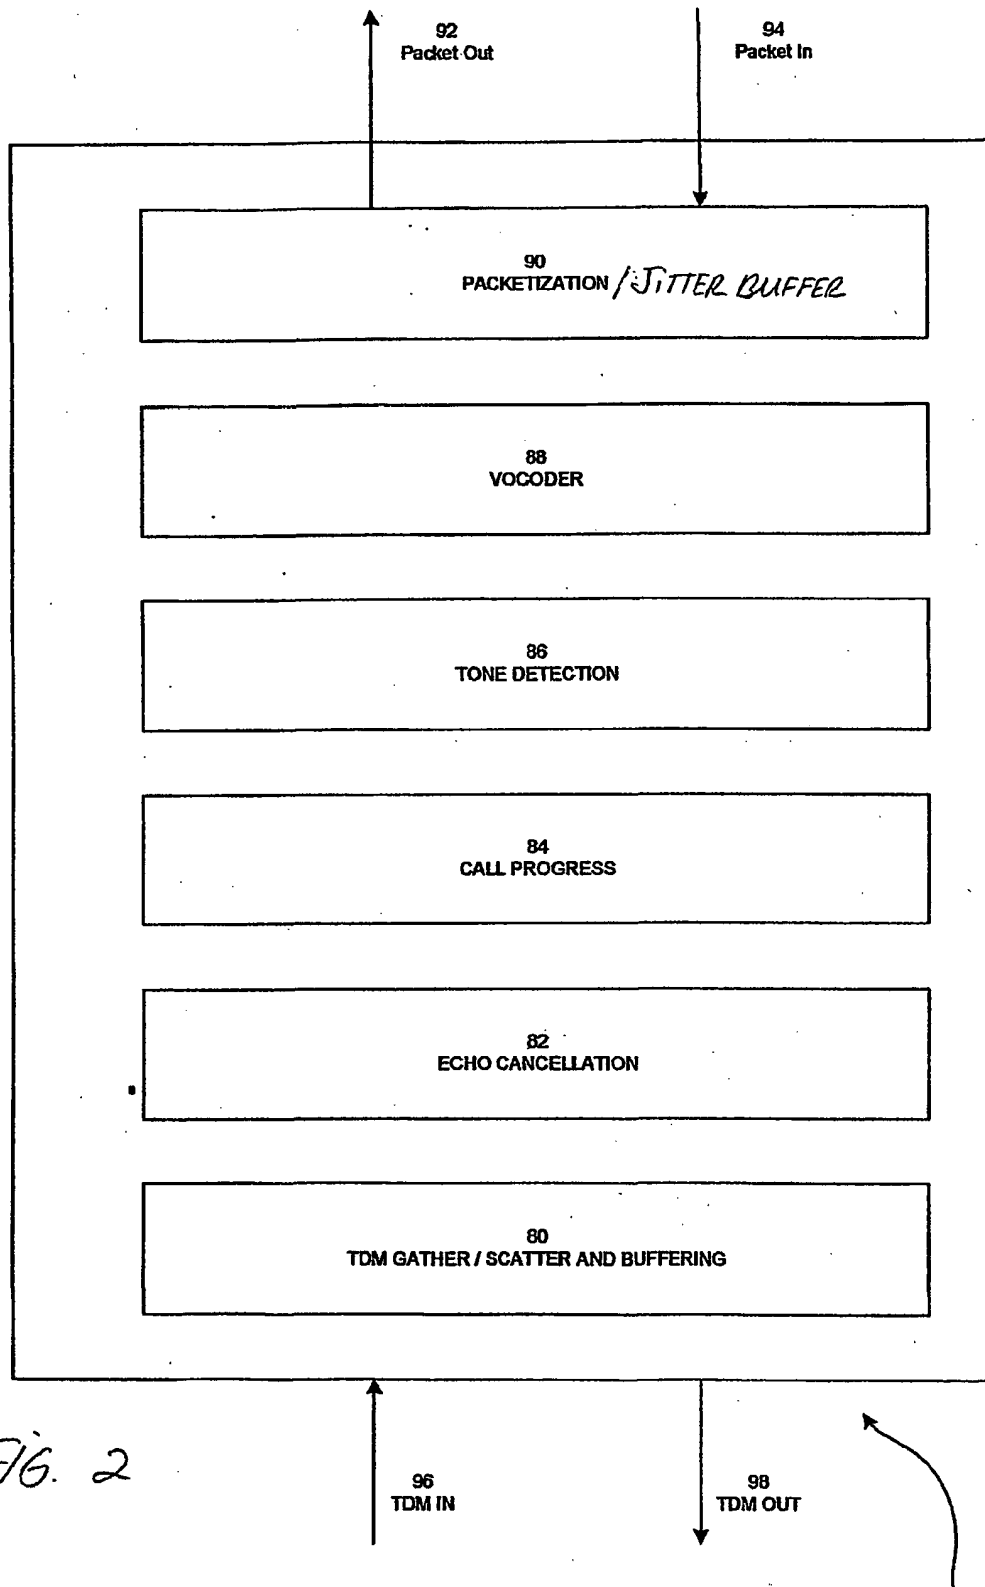 92
Packet Out
94
Packet In
90
PACKETIZATION / JITTER BUFFER
88
VOCODER
86
TONE DETECTION
84
CALL PROGRESS
82
ECHO CANCELLATION
80
TDM GATHER / SCATTER AND BUFFERING
FIG. 2
96
TDM IN
98
TDM OUT